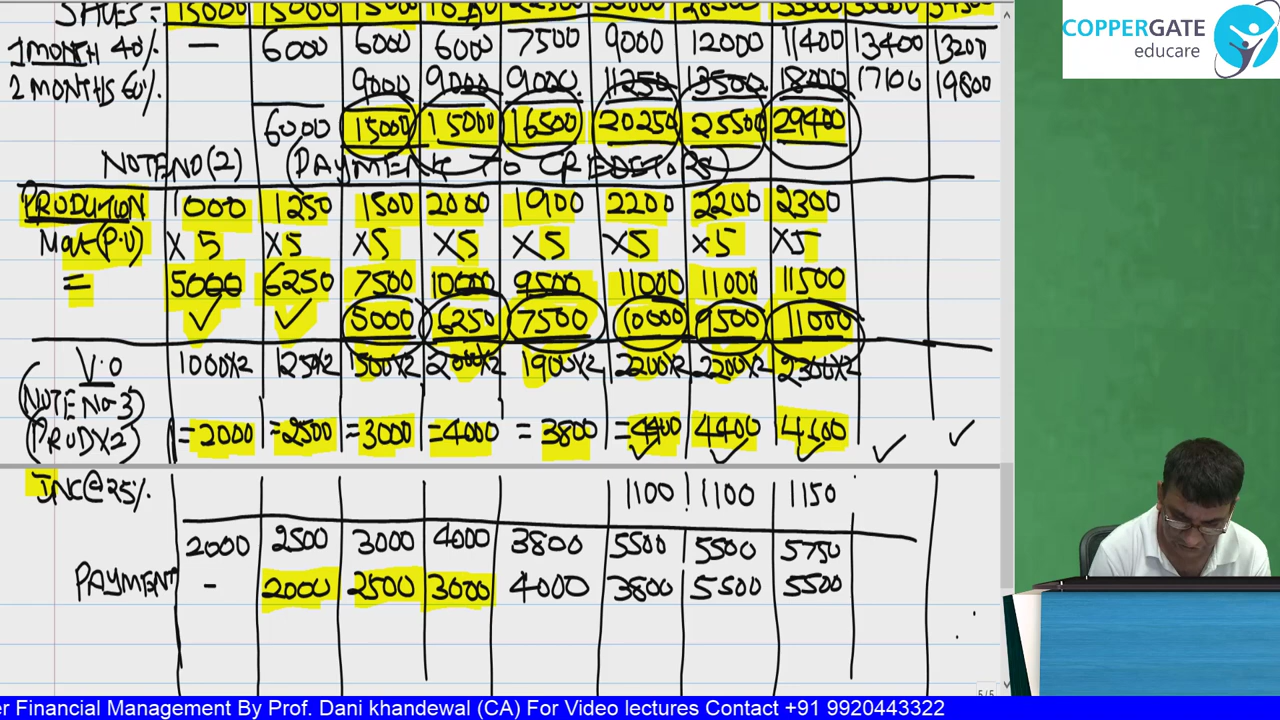 SALES: 15000 15000 15000
1 MONTH 40% — 6000 6000 6000 7500 9000 12000 11400 13400 13200
2 MONTHS 60% 9000 9000 9000 11250 13500 18000 17100 19800
6000 15000 15000 16500 20250 25500 29400
NOTE NO (2) (PAYMENT TO CREDITORS)
PRODUTION 1000 1250 1500 2000 1900 2200 2200 2300
Mat (P.U) X 5 X5 X5 X5 X5 X5 X5 X5
= 5000 6250 7500 10000 9500 11000 11000 11500
✓ ✓ 5000 6250 7500 10000 9500 11000
V.O 1000X2 1250X2 1500X2 2000X2 1900X2 2200X2 2200X2 2300X2
(NOTE No-3)
(PRODX2) =2000 =2500 =3000 =4000 =3800 =4400 4400 4600
INC@25% 1100 1100 1150
2000 2500 3000 4000 3800 5500 5500 5750
PAYMENT - 2000 2500 3000 4000 3800 5500 5500
COPPERGATE
educare
5/5
r Financial Management By Prof. Dani khandewal (CA) For Video lectures Contact +91 9920443322